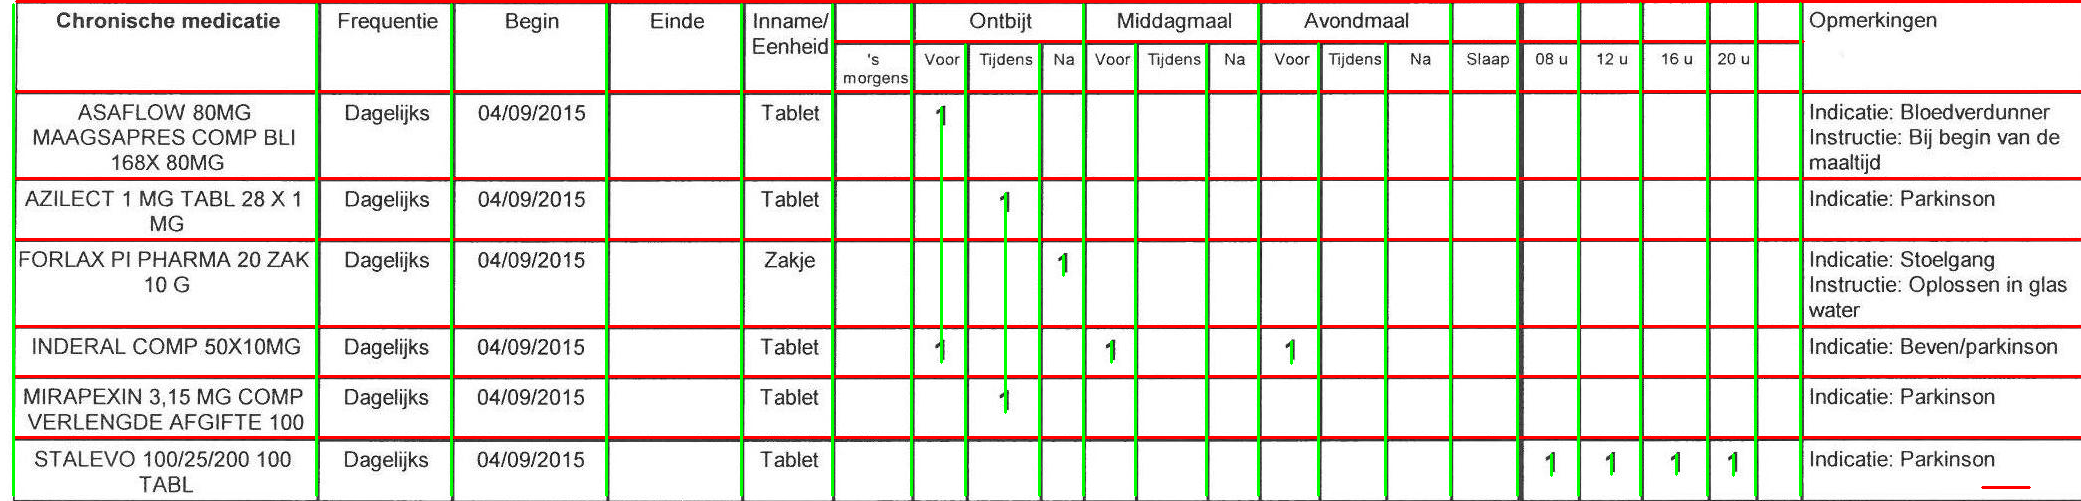 Chronische medicatie Frequentie Begin Einde Inname/ Ontbijt Middagmaal Avondmaal Opmerkingen
Eenheid 's Voor Tijdens Na Voor Tijdens Na Voor Tijdens Na Slaap 08 u 12 u 16 u 20 u
morgens
ASAFLOW 80MG Dagelijks 04/09/2015 Tablet 1 Indicatie: Bloedverdunner
MAAGSAPRES COMP BLI Instructie: Bij begin van de
168X 80MG maaltijd
AZILECT 1 MG TABL 28 X 1 Dagelijks 04/09/2015 Tablet 1 Indicatie: Parkinson
MG
FORLAX PI PHARMA 20 ZAK Dagelijks 04/09/2015 Zakje 1 Indicatie: Stoelgang
10 G Instructie: Oplossen in glas
water
INDERAL COMP 50X10MG Dagelijks 04/09/2015 Tablet 1 1 1 Indicatie: Beven/parkinson
MIRAPEXIN 3,15 MG COMP Dagelijks 04/09/2015 Tablet 1 Indicatie: Parkinson
VERLENGDE AFGIFTE 100
STALEVO 100/25/200 100 Dagelijks 04/09/2015 Tablet 1 1 1 1 Indicatie: Parkinson
TABL